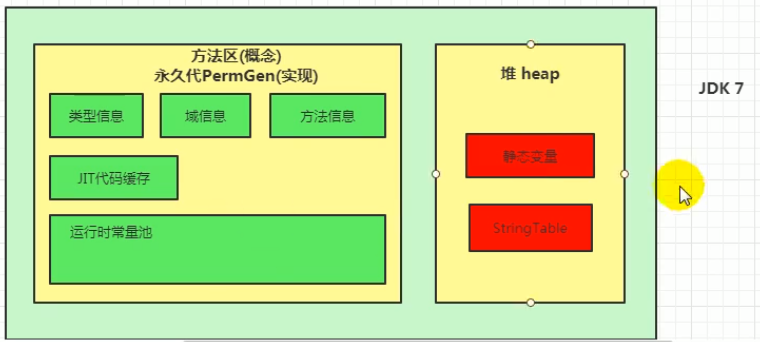 方法区(概念)
永久代PermGen(实现)
类型信息
域信息
方法信息
JIT代码缓存
运行时常量池
堆 heap
静态变量
StringTable
JDK 7